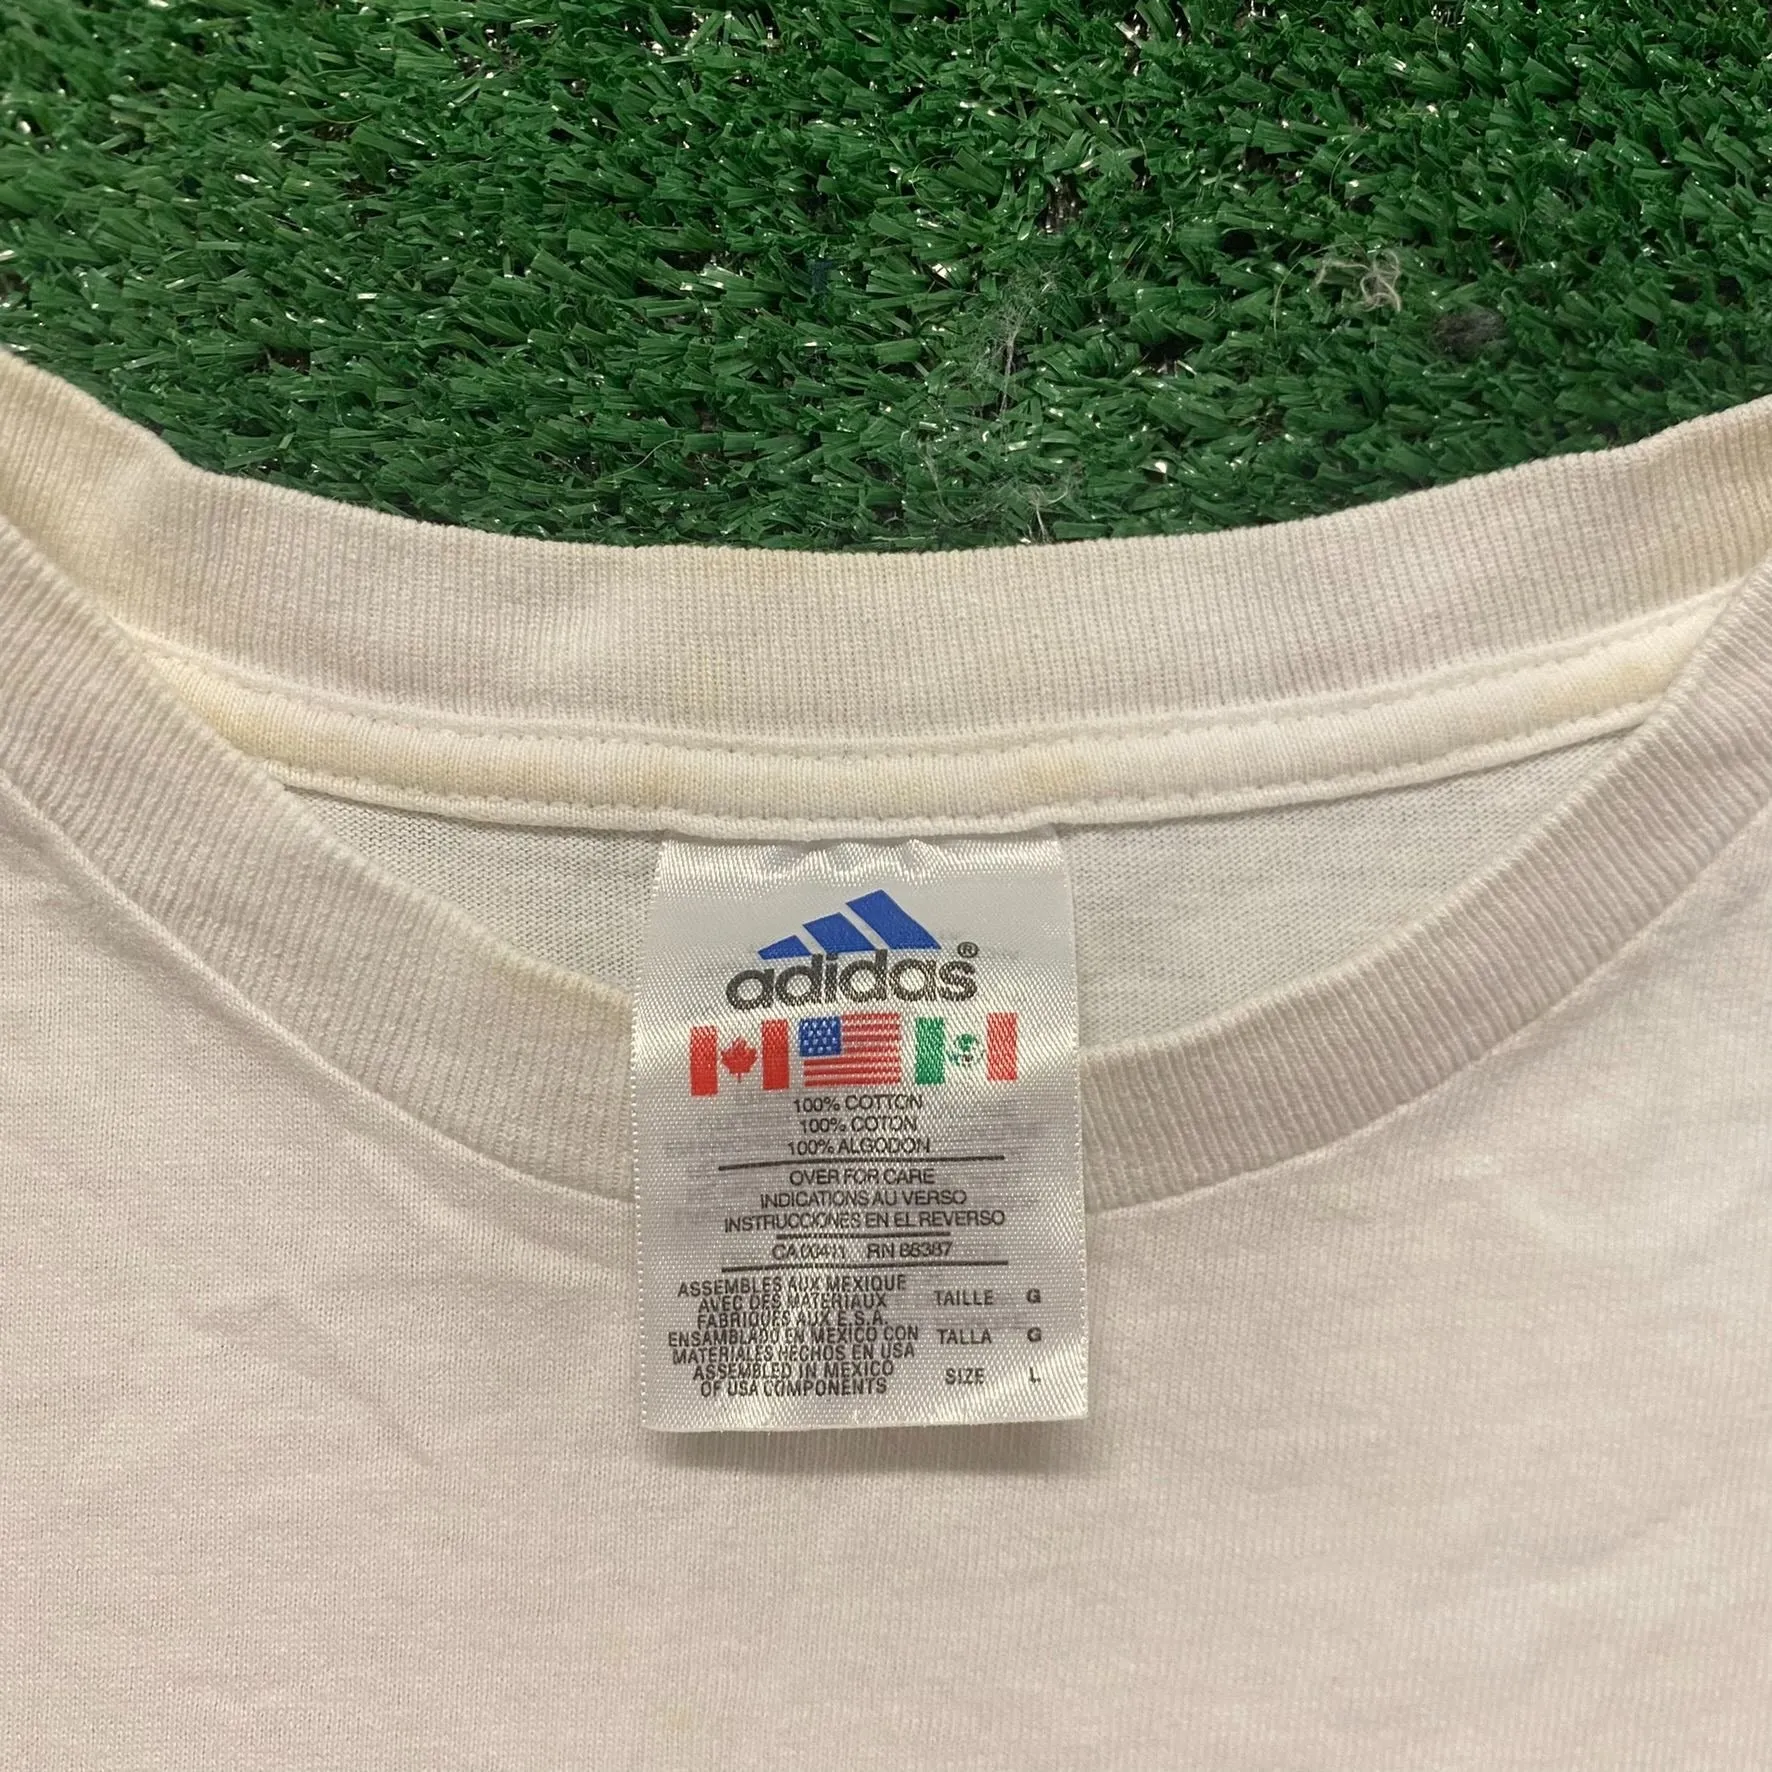 adidas®
100% COTTON
100% COTON
100% ALGODON
OVER FOR CARE
INDICATIONS AU VERSO
INSTRUCCIONES EN EL REVERSO
CA00411 RN 88387
ASSEMBLES AUX MEXIQUE
AVEC DES MATERIAUX
FABRIQUES AUX E.S.A.
ENSAMBLADO EN MEXICO CON
MATERIALES HECHOS EN USA
ASSEMBLED IN MEXICO
OF USA COMPONENTS
TAILLE G
TALLA G
SIZE L